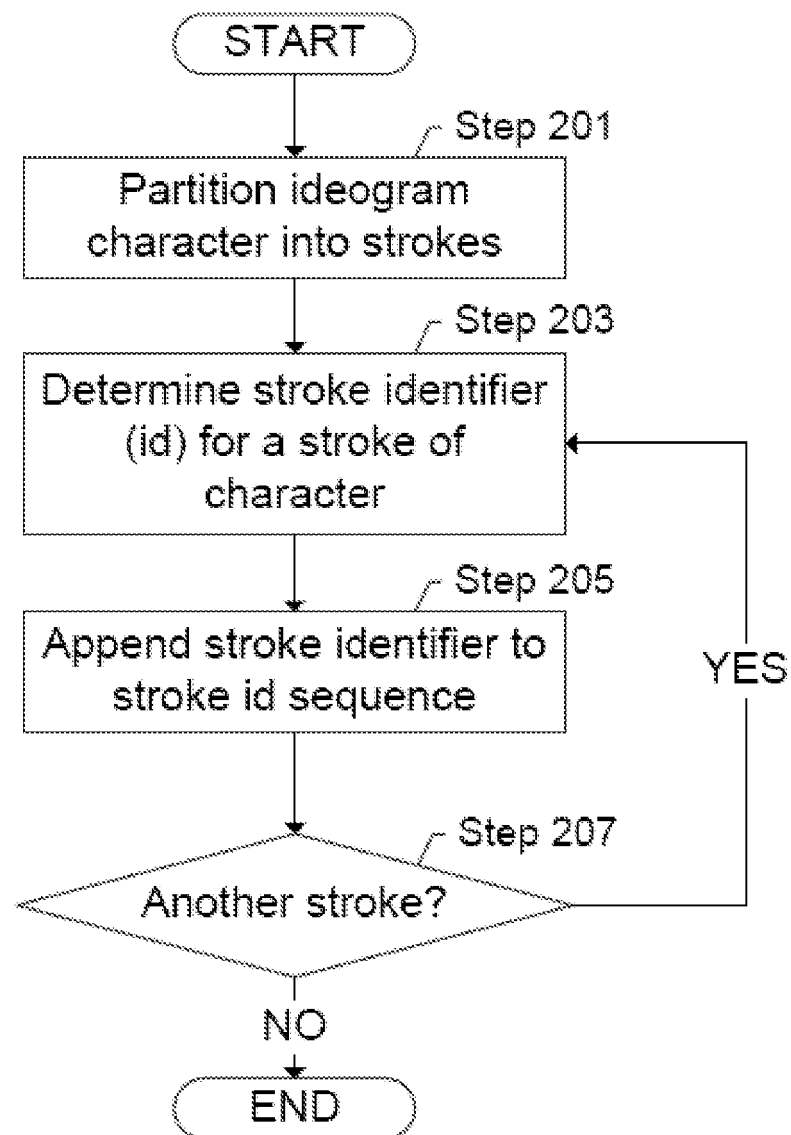 START
Step 201
Partition ideogram
character into strokes
Step 203
Determine stroke identifier
(id) for a stroke of
character
Step 205
Append stroke identifier to
stroke id sequence
YES
Step 207
Another stroke?
NO
END